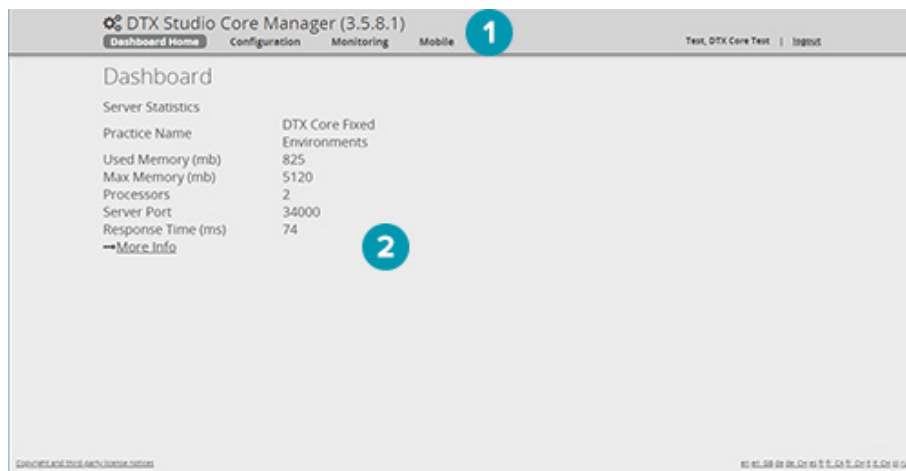 DTX Studio Core Manager (3.5.8.1)
Dashboard Home Configuration Monitoring Mobile
1
Test, DTX Core Test | logout
Dashboard
Server Statistics
Practice Name DTX Core Fixed
Environments
Used Memory (mb) 825
Max Memory (mb) 5120
Processors 2
Server Port 34000
Response Time (ms) 74
→More Info
2
Copyright and third party license notices